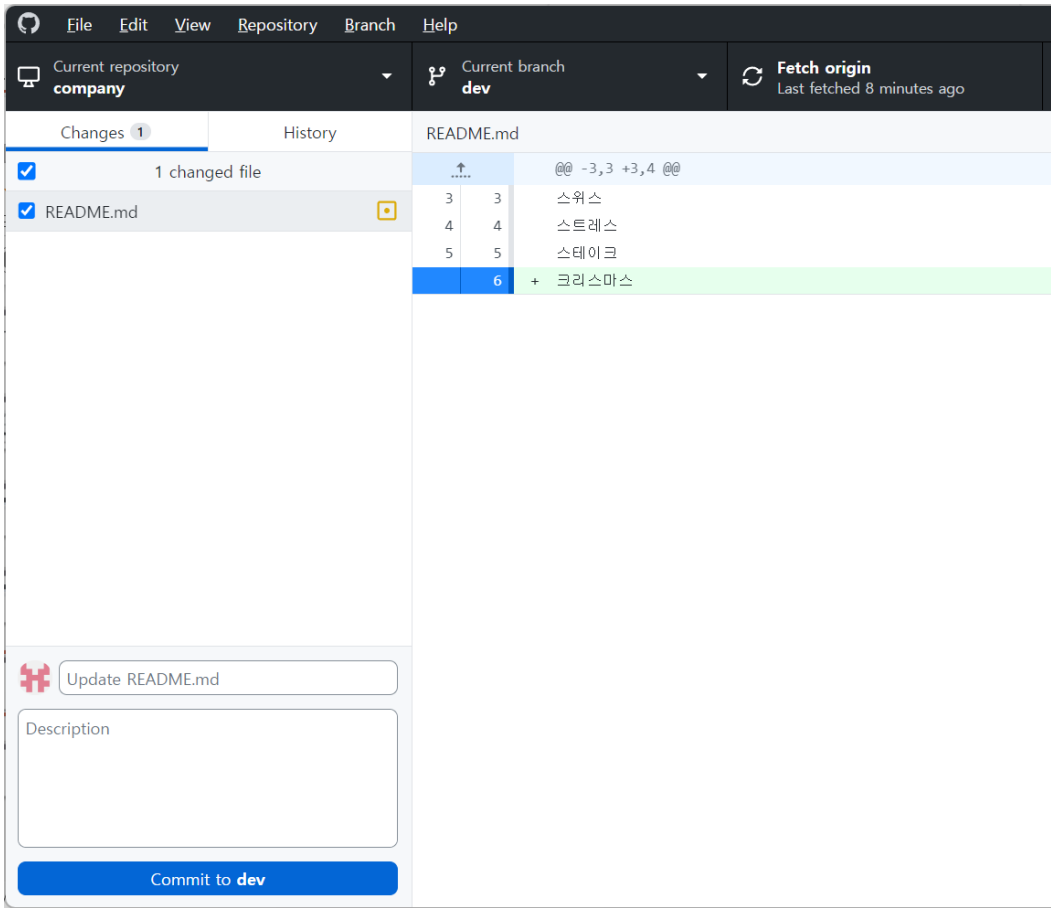 File Edit View Repository Branch Help
Current repository
company
Current branch
dev
Fetch origin
Last fetched 8 minutes ago
Changes 1
History
README.md
1 changed file
@@ -3,3 +3,4 @@
README.md
3 3 스위스
4 4 스트레스
5 5 스테이크
6 + 크리스마스
Update README.md
Description
Commit to dev